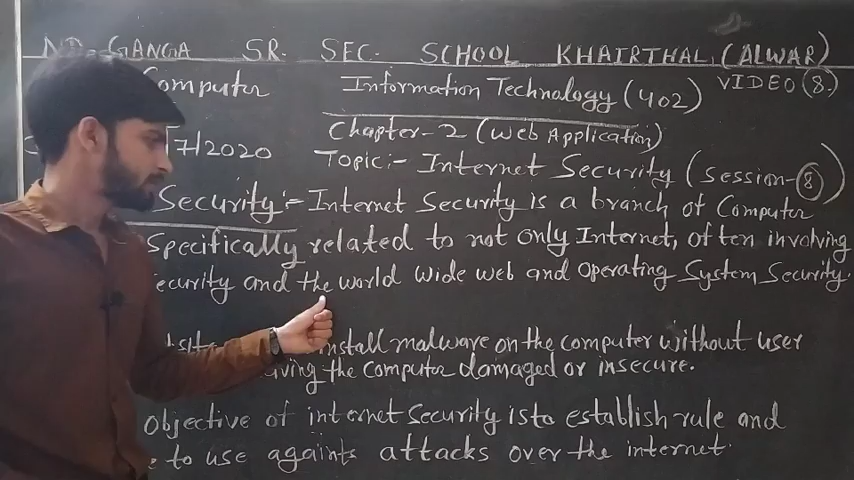 GANGA SR. SEC. SCHOOL KHAIRTHAL, (ALWAR)
Computer Information Technology (402) VIDEO (8.)
Chapter-2 (Web Application)
7/2020 Topic:- Internet Security (Session-8)
Security:- Internet Security is a branch of Computer
Specifically related to not only Internet, often involving
and the world wide web and operating System Security.
install malware on the computer without user
the computer damaged or insecure.
objective of internet Security is to establish rule and
to use againts attacks over the internet.